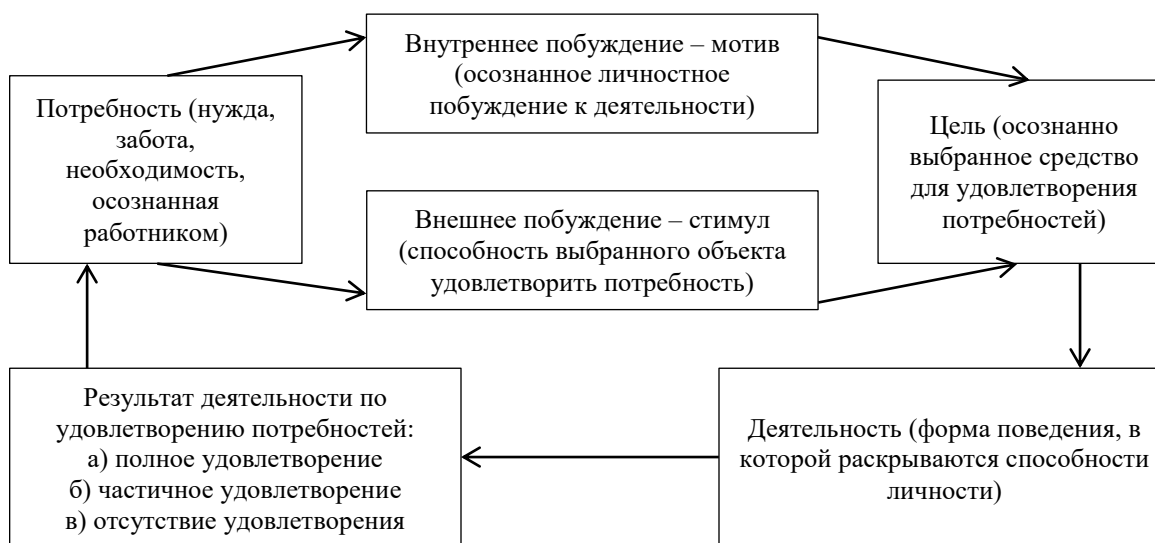 Внутреннее побуждение – мотив
(осознанное личностное
побуждение к деятельности)
Потребность (нужда,
забота,
необходимость,
осознанная
работником)
Цель (осознанно
выбранное средство
для удовлетворения
потребностей)
Внешнее побуждение – стимул
(способность выбранного объекта
удовлетворить потребность)
Результат деятельности по
удовлетворению потребностей:
а) полное удовлетворение
б) частичное удовлетворение
в) отсутствие удовлетворения
Деятельность (форма поведения, в
которой раскрываются способности
личности)